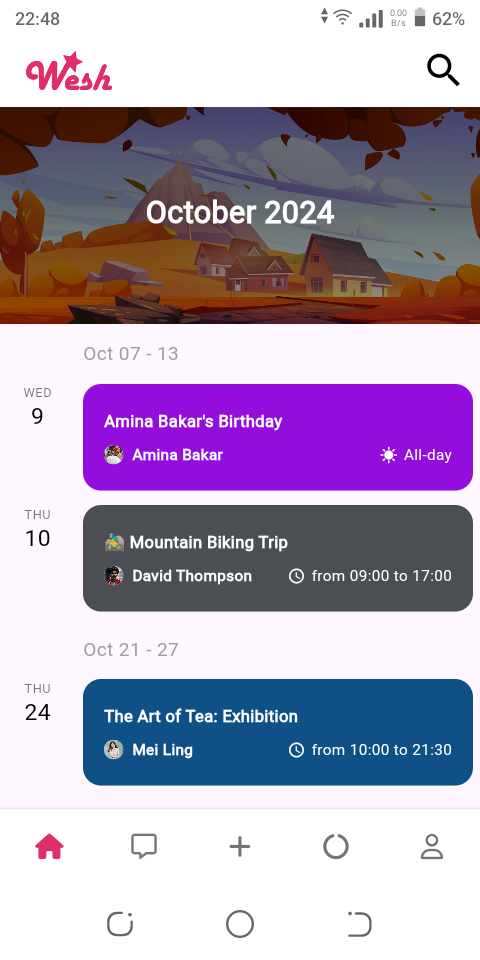 22:48
0.00
B/s
62%
Wesh
October 2024
Oct 07 - 13
WED
9
Amina Bakar's Birthday
Amina Bakar
All-day
THU
10
Mountain Biking Trip
David Thompson
from 09:00 to 17:00
Oct 21 - 27
THU
24
The Art of Tea: Exhibition
Mei Ling
from 10:00 to 21:30